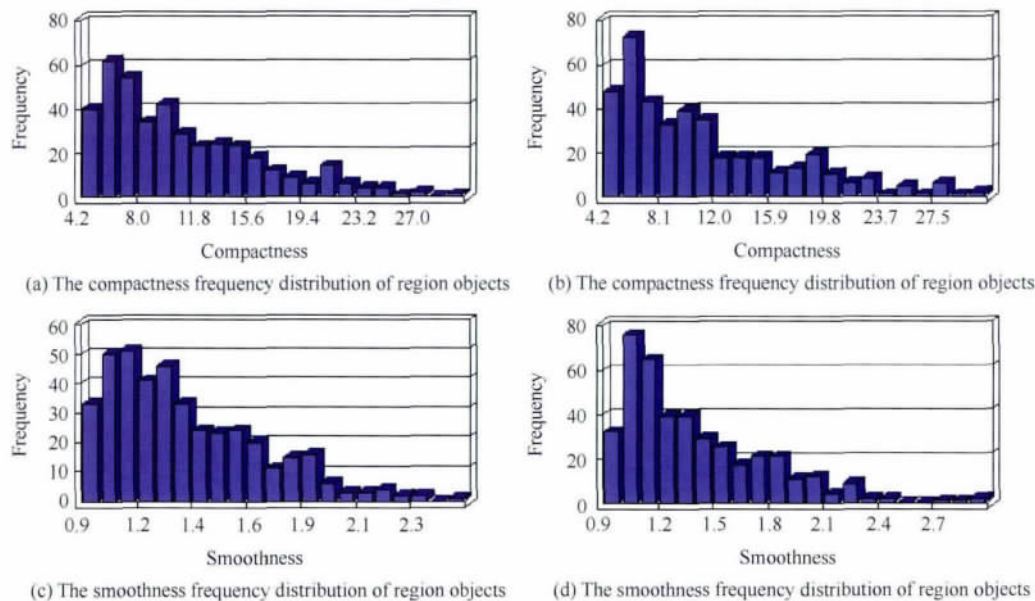 80
60
40
20
0
Frequency
4.2 8.0 11.8 15.6 19.4 23.2 27.0
Compactness
(a) The compactness frequency distribution of region objects
80
60
40
20
0
Frequency
4.2 8.1 12.0 15.9 19.8 23.7 27.5
Compactness
(b) The compactness frequency distribution of region objects
60
50
40
30
20
10
0
Frequency
0.9 1.2 1.4 1.6 1.9 2.1 2.3
Smoothness
(c) The smoothness frequency distribution of region objects
80
60
40
20
0
Frequency
0.9 1.2 1.5 1.8 2.1 2.4 2.7
Smoothness
(d) The smoothness frequency distribution of region objects